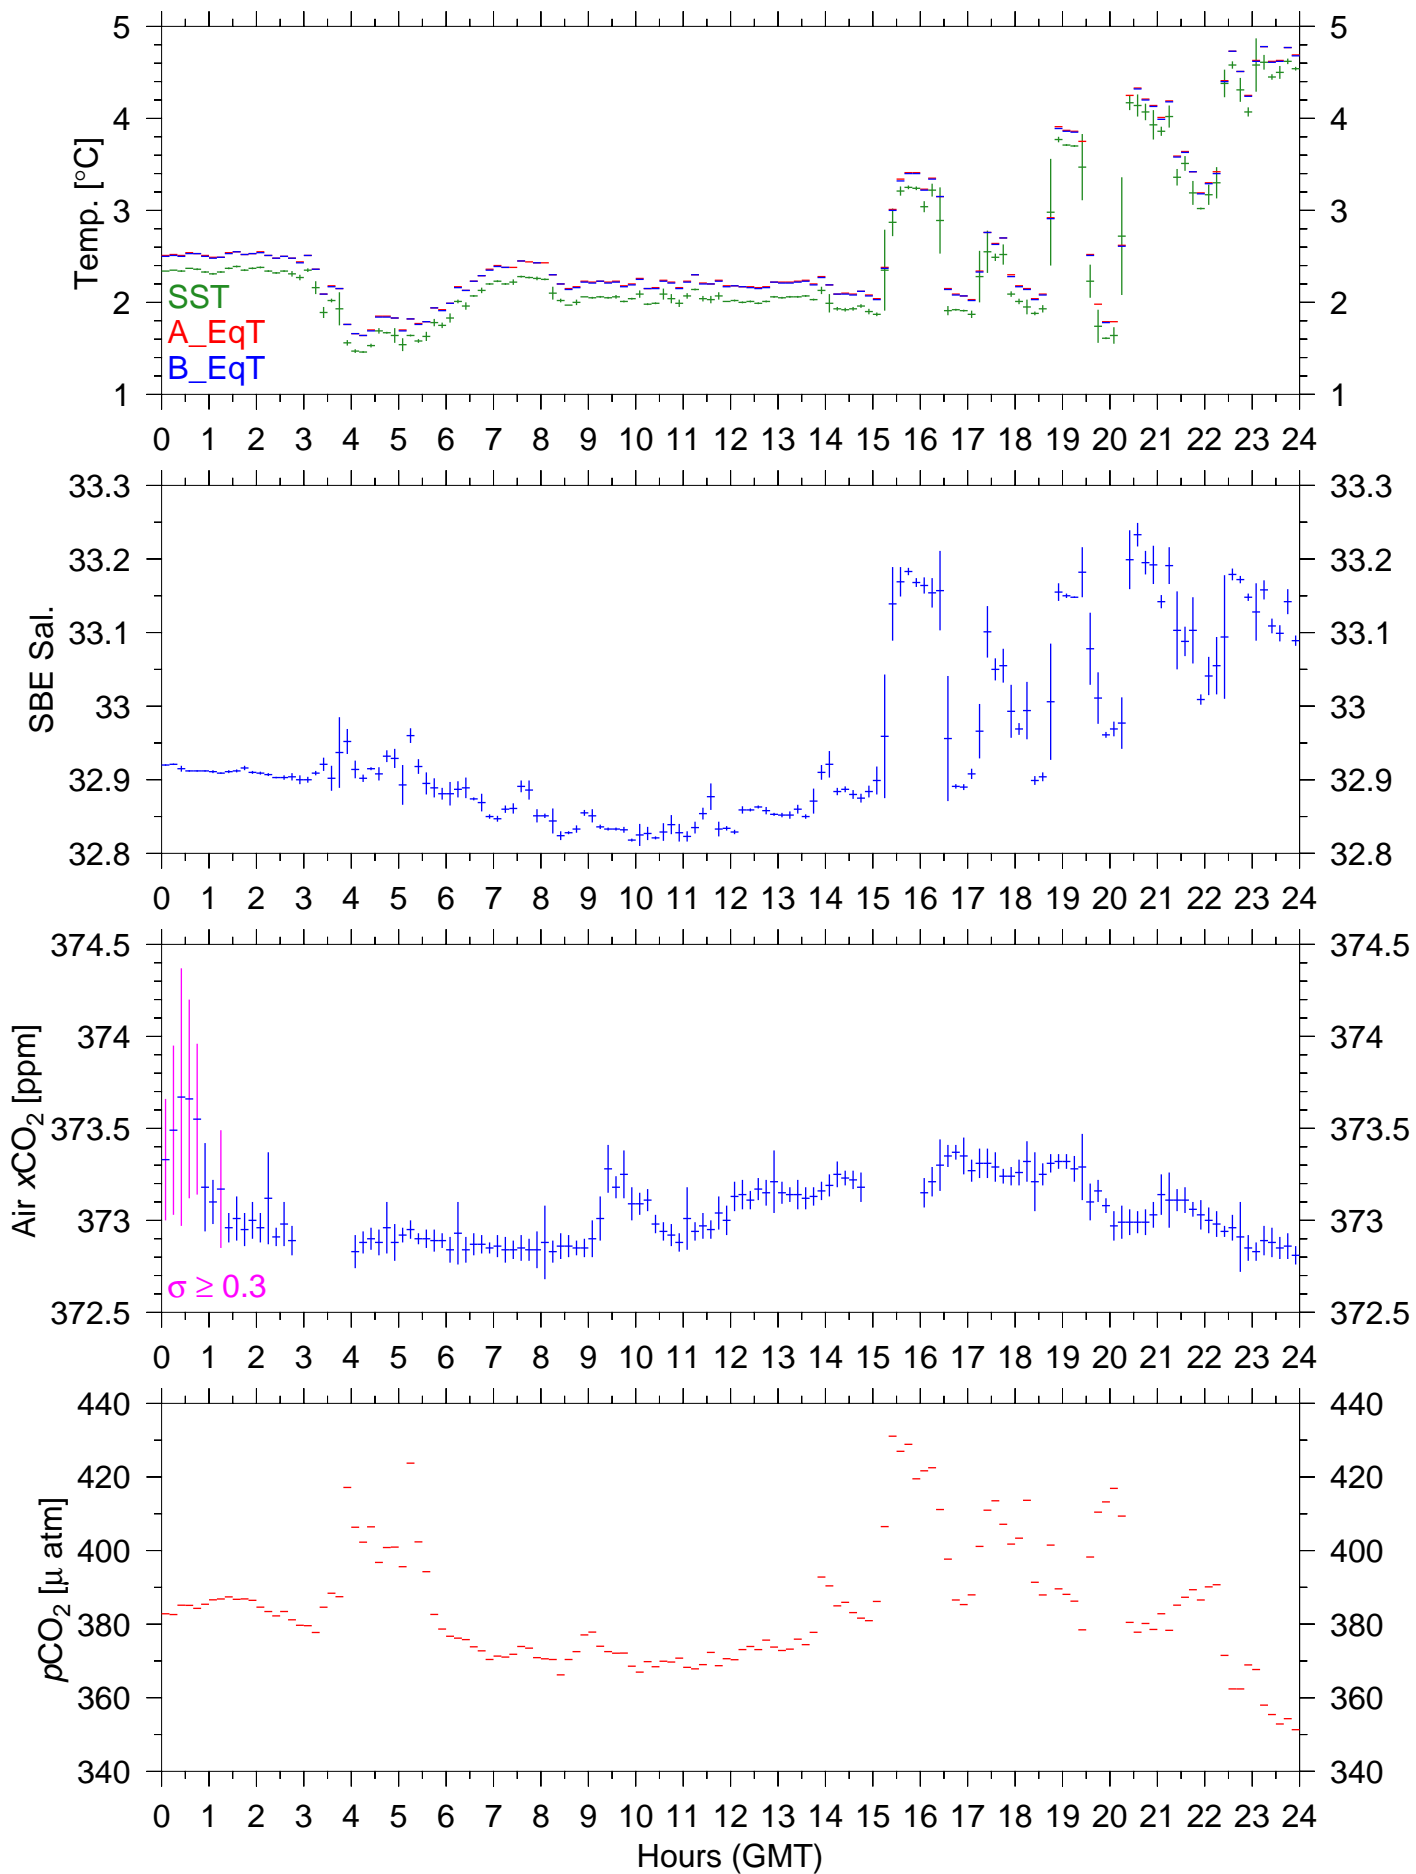 5 5
4 4
3 3
2 2
1 1
Temp. [°C]
SST
A_EqT
B_EqT
0 1 2 3 4 5 6 7 8 9 10 11 12 13 14 15 16 17 18 19 20 21 22 23 24
33.3 33.3
33.2 33.2
33.1 33.1
33 33
32.9 32.9
32.8 32.8
SBE Sal.
0 1 2 3 4 5 6 7 8 9 10 11 12 13 14 15 16 17 18 19 20 21 22 23 24
374.5 374.5
374 374
373.5 373.5
373 373
372.5 372.5
Air xCO₂ [ppm]
σ ≥ 0.3
0 1 2 3 4 5 6 7 8 9 10 11 12 13 14 15 16 17 18 19 20 21 22 23 24
440 440
420 420
400 400
380 380
360 360
340 340
pCO₂ [μ atm]
0 1 2 3 4 5 6 7 8 9 10 11 12 13 14 15 16 17 18 19 20 21 22 23 24
Hours (GMT)